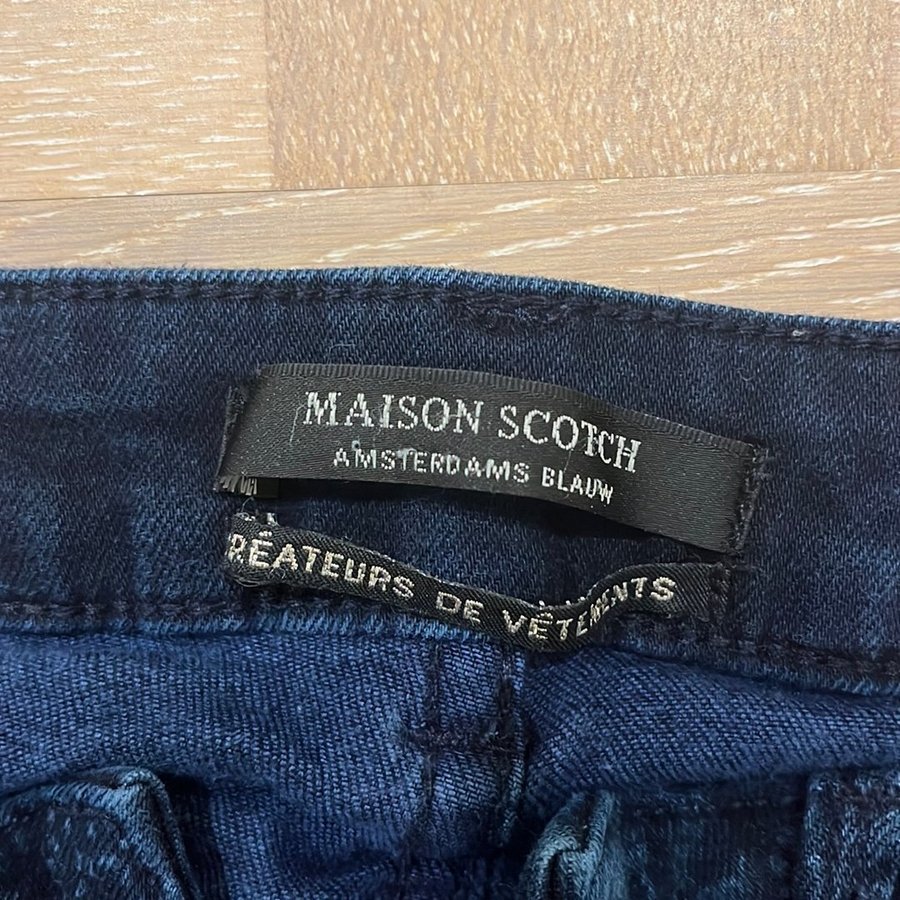 MAISON SCOTCH
AMSTERDAMS BLAUW
RÉATEURS DE VÊTEMENTS